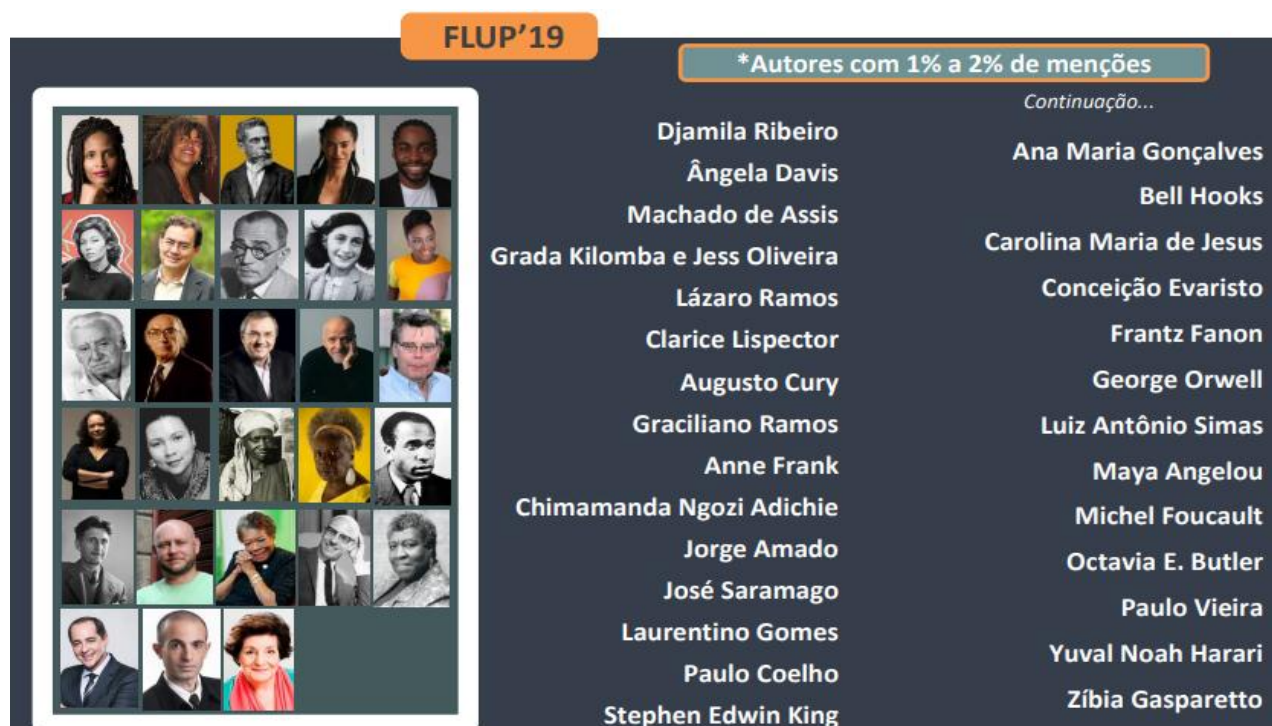 FLUP’19
*Autores com 1% a 2% de menções
Djamila Ribeiro
Ângela Davis
Machado de Assis
Grada Kilomba e Jess Oliveira
Lázaro Ramos
Clarice Lispector
Augusto Cury
Graciliano Ramos
Anne Frank
Chimamanda Ngozi Adichie
Jorge Amado
José Saramago
Laurentino Gomes
Paulo Coelho
Stephen Edwin King
Continuação...
Ana Maria Gonçalves
Bell Hooks
Carolina Maria de Jesus
Conceição Evaristo
Frantz Fanon
George Orwell
Luiz Antônio Simas
Maya Angelou
Michel Foucault
Octavia E. Butler
Paulo Vieira
Yuval Noah Harari
Zíbia Gasparetto